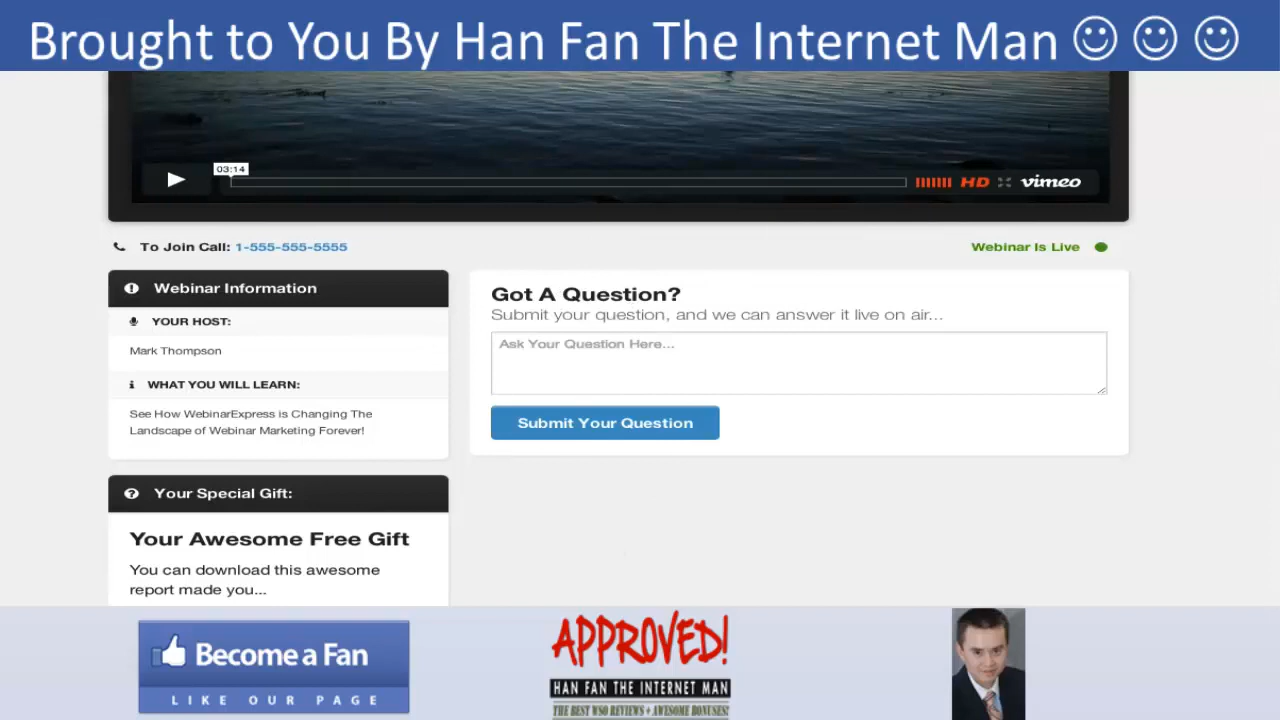 Brought to You By Han Fan The Internet Man ☺ ☺ ☺
03:14
HD vimeo
To Join Call: 1-555-555-5555
Webinar Is Live
Webinar Information
YOUR HOST:
Mark Thompson
WHAT YOU WILL LEARN:
See How WebinarExpress is Changing The
Landscape of Webinar Marketing Forever!
Got A Question?
Submit your question, and we can answer it live on air...
Ask Your Question Here...
Submit Your Question
Your Special Gift:
Your Awesome Free Gift
You can download this awesome
report made you...
Become a Fan
LIKE OUR PAGE
APPROVED!
HAN FAN THE INTERNET MAN
THE BEST WSO REVIEWS + AWESOME BONUSES!